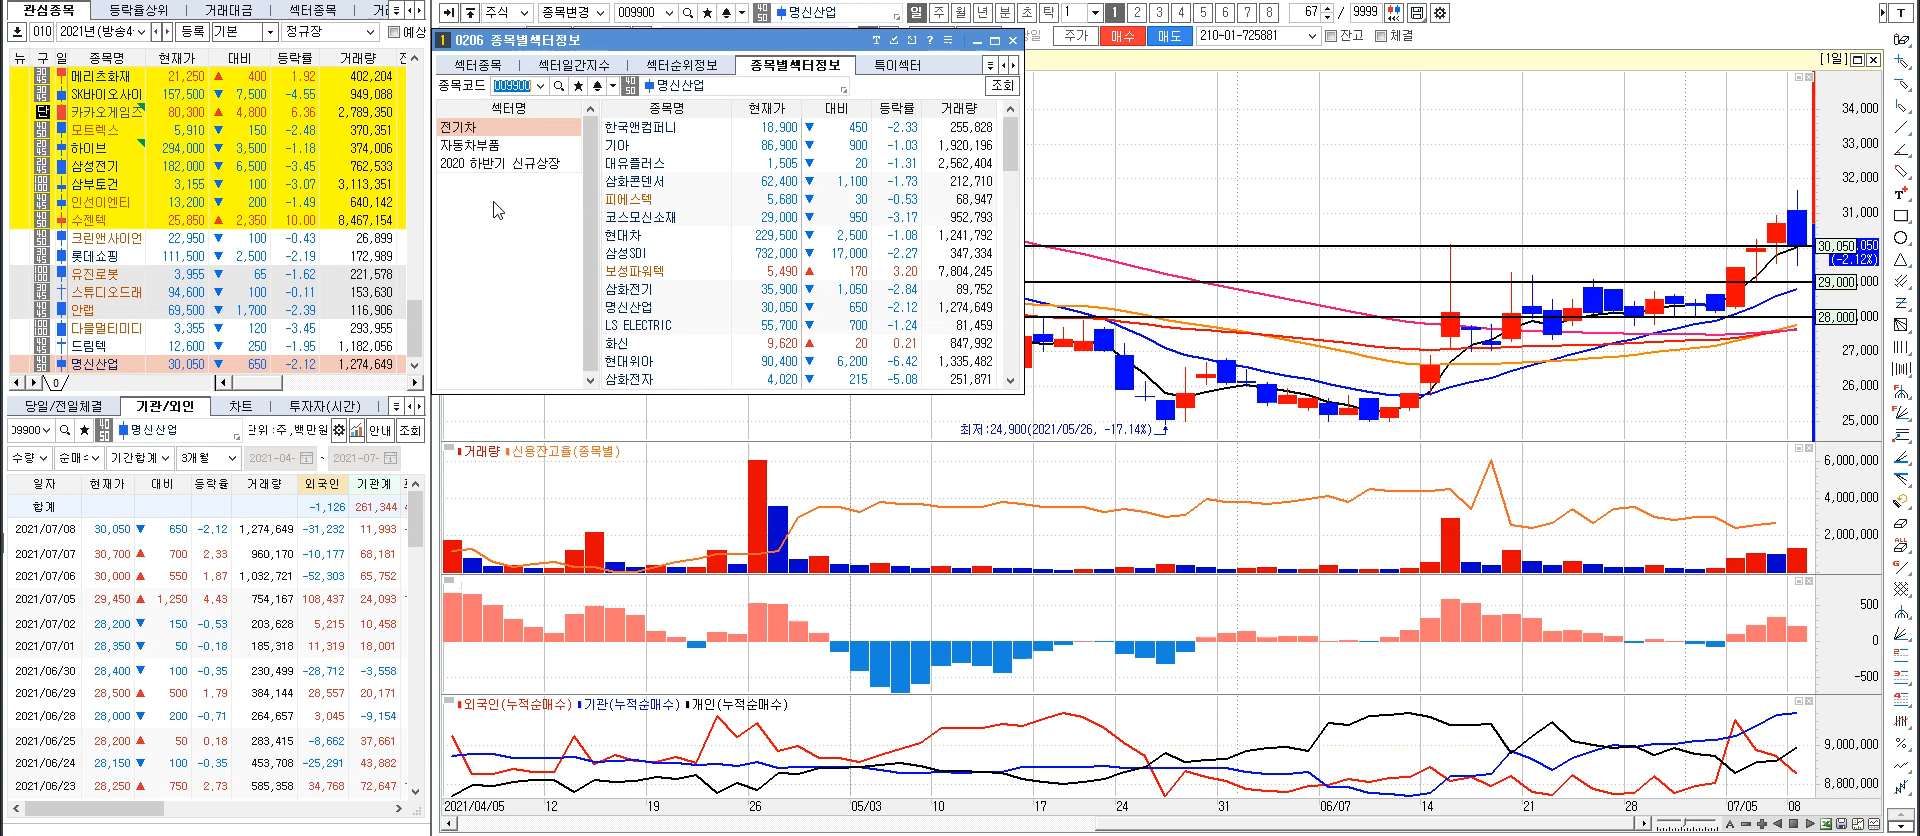 관심종목 등락율상위 거래대금 섹터종목
010 2021년(방송4 등록 기본 정규장 예상
뉴 구 일 종목명 현재가 대비 등락률 거래량
메리츠화재 21,250 ▲ 400 1.92 402,204
SK바이오사이 157,500 ▼ 7,500 -4.55 949,088
단 카카오게임즈 80,300 ▲ 4,800 6.36 2,789,350
모트렉스 5,910 ▼ 150 -2.48 370,351
하이브 294,000 ▼ 3,500 -1.18 374,006
삼성전기 182,000 ▼ 6,500 -3.45 762,533
삼부토건 3,155 ▼ 100 -3.07 3,113,351
인선이엔티 13,200 ▼ 200 -1.49 640,142
수젠텍 25,850 ▲ 2,350 10.00 8,467,154
크린앤사이언 22,950 ▼ 100 -0.43 26,899
롯데쇼핑 111,500 ▼ 2,500 -2.19 172,989
유진로봇 3,955 ▼ 65 -1.62 221,578
스튜디오드래 94,600 ▼ 100 -0.11 153,630
안랩 69,500 ▼ 1,700 -2.39 116,906
다믈멀티미디 3,355 ▼ 120 -3.45 293,955
드림텍 12,600 ▼ 250 -1.95 1,182,056
명신산업 30,050 ▼ 650 -2.12 1,274,649
당일/전일체결 기관/외인 차트 투자자(시간)
명신산업 단위:주,백만원 안내 조회
수량 순매 기간합계 3개월 2021-04- ~ 2021-07-
일자 현재가 대비 등락률 거래량 외국인 기관계
합계 -1,126 261,344
2021/07/08 30,050 ▼ 650 -2.12 1,274,649 -31,232 11,993
2021/07/07 30,700 ▲ 700 2.33 960,170 -10,177 68,181
2021/07/06 30,000 ▲ 550 1.87 1,032,721 -52,303 65,752
2021/07/05 29,450 ▲ 1,250 4.43 754,167 108,437 24,093
2021/07/02 28,200 ▼ 150 -0.53 203,628 5,215 10,458
2021/07/01 28,350 ▼ 50 -0.18 185,318 11,319 18,001
2021/06/30 28,400 ▼ 100 -0.35 230,499 -28,712 -3,558
2021/06/29 28,500 ▲ 500 1.79 384,144 28,557 20,171
2021/06/28 28,000 ▼ 200 -0.71 264,657 3,045 -9,154
2021/06/25 28,200 ▲ 50 0.18 283,415 -8,662 37,661
2021/06/24 28,150 ▼ 100 -0.35 453,708 -25,291 43,882
2021/06/23 28,250 ▲ 750 2.73 585,358 34,768 72,647
주식 종목변경 009900 명신산업 일 주 월 년 분 초 틱 1 1 2 3 4 5 6 7 8 67 / 9999
주가 매수 매도 210-01-725881 잔고 체결
1 0206 종목별섹터정보
섹터종목 섹터일간지수 섹터순위정보 종목별섹터정보 특이섹터
종목코드 009900 명신산업 조회
섹터명
전기차
자동차부품
2020 하반기 신규상장
종목명 현재가 대비 등락률 거래량
한국앤컴퍼니 18,900 ▼ 450 -2.33 255,828
기아 86,900 ▼ 900 -1.03 1,920,196
대유플러스 1,505 ▼ 20 -1.31 2,562,404
삼화콘덴서 62,400 ▼ 1,100 -1.73 212,710
피에스텍 5,680 ▼ 30 -0.53 68,947
코스모신소재 29,000 ▼ 950 -3.17 952,793
현대차 229,500 ▼ 2,500 -1.08 1,241,792
삼성SDI 732,000 ▼ 17,000 -2.27 347,334
보성파워텍 5,490 ▲ 170 3.20 7,804,245
삼화전기 35,900 ▼ 1,050 -2.84 89,752
명신산업 30,050 ▼ 650 -2.12 1,274,649
LS ELECTRIC 55,700 ▼ 700 -1.24 81,459
화신 9,620 ▲ 20 0.21 847,992
현대위아 90,400 ▼ 6,200 -6.42 1,335,482
삼화전자 4,020 ▼ 215 -5.08 251,871
[1일]
34,000
33,000
32,000
31,000
30,050
(-2.12%)
29,000
28,000
27,000
26,000
25,000
최저:24,900(2021/05/26, -17.14%)
거래량 신용잔고율(종목별)
6,000,000
4,000,000
2,000,000
500
0
-500
외국인(누적순매수) 기관(누적순매수) 개인(누적순매수)
9,000,000
8,800,000
2021/04/05 12 19 26 05/03 10 17 24 31 06/07 14 21 28 07/05 08